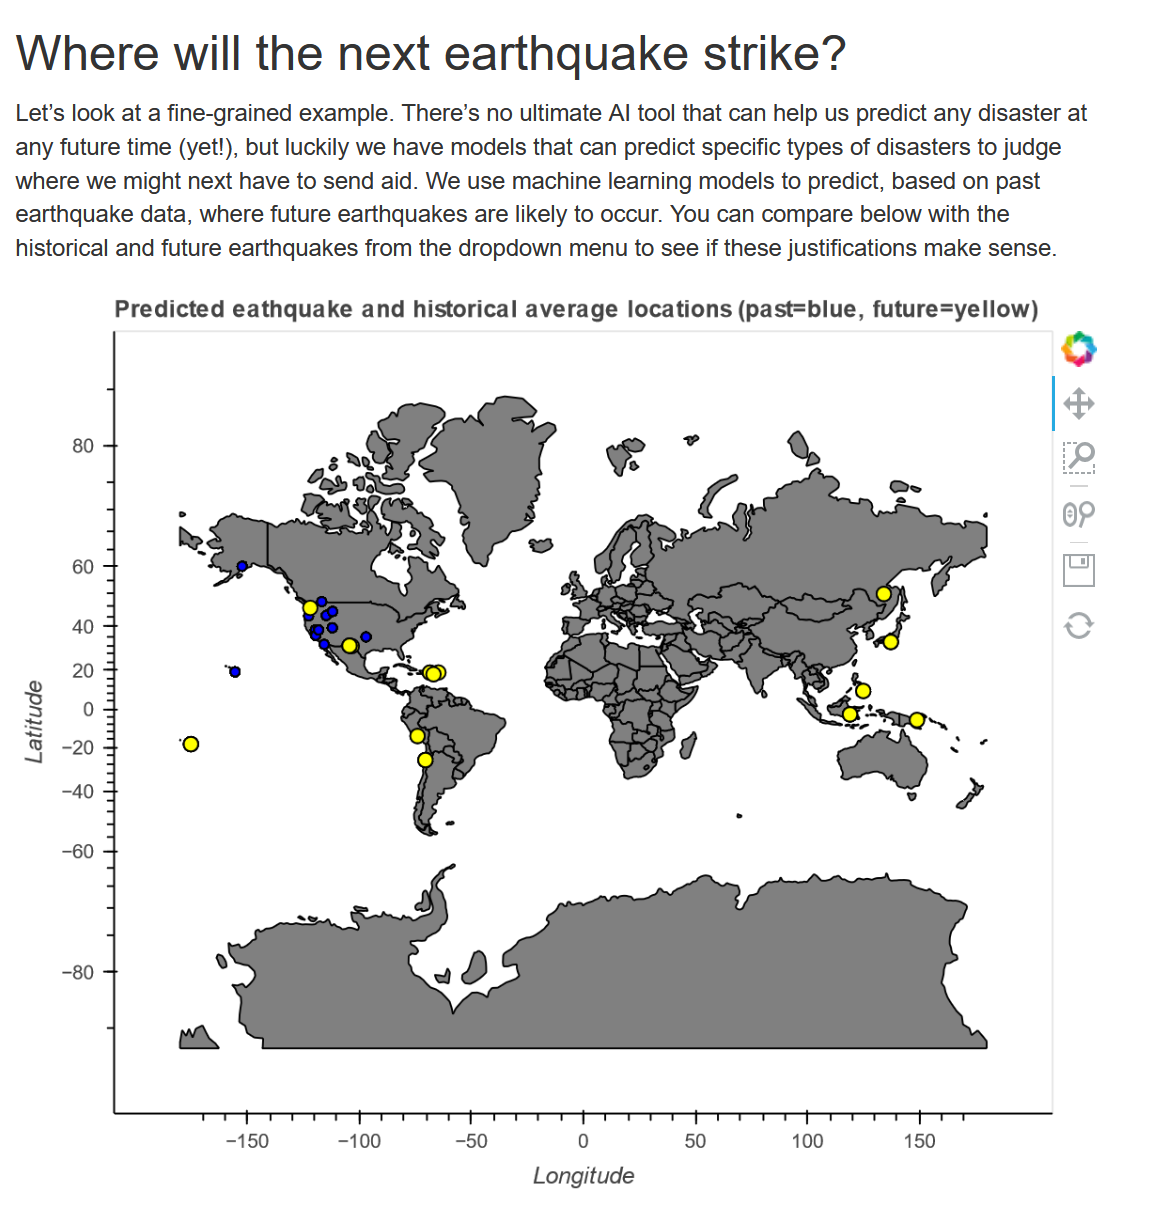 Where will the next earthquake strike?
Let’s look at a fine-grained example. There’s no ultimate AI tool that can help us predict any disaster at
any future time (yet!), but luckily we have models that can predict specific types of disasters to judge
where we might next have to send aid. We use machine learning models to predict, based on past
earthquake data, where future earthquakes are likely to occur. You can compare below with the
historical and future earthquakes from the dropdown menu to see if these justifications make sense.
Predicted eathquake and historical average locations (past=blue, future=yellow)
80
60
40
20
0
−20
−40
−60
−80
Latitude
−150 −100 −50 0 50 100 150
Longitude